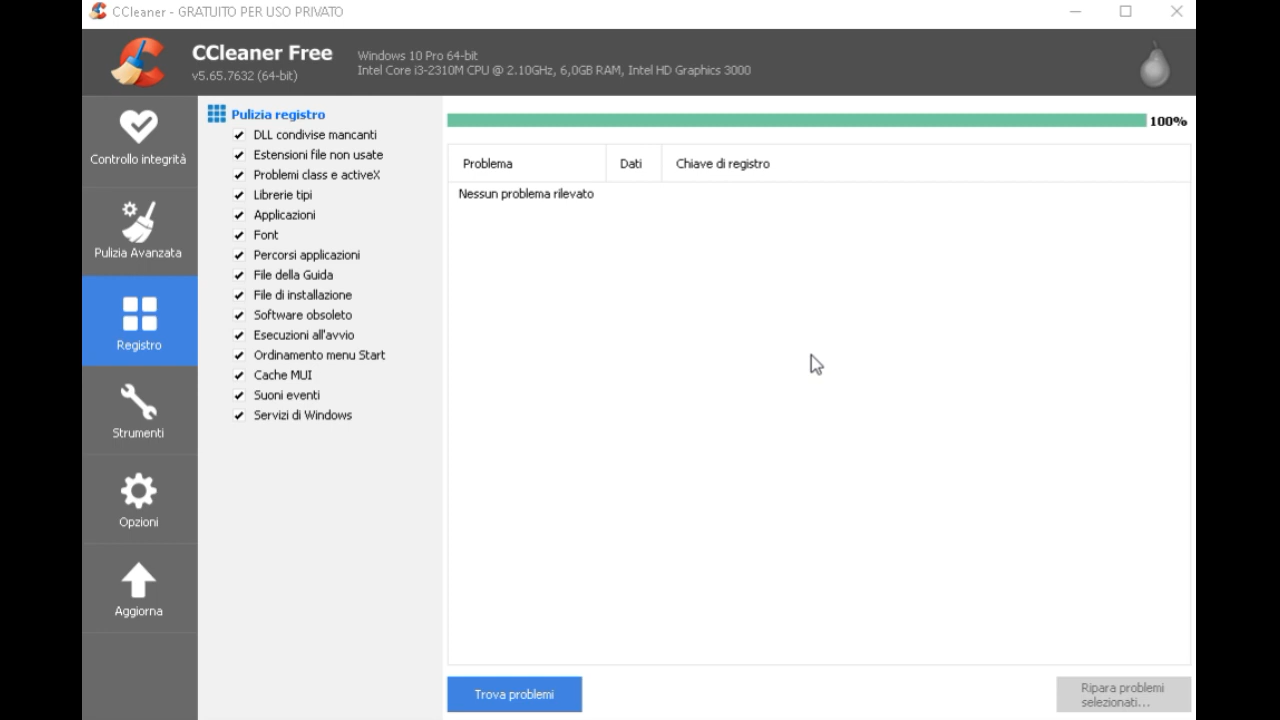 CCleaner - GRATUITO PER USO PRIVATO
CCleaner Free
v5.65.7632 (64-bit)
Windows 10 Pro 64-bit
Intel Core i3-2310M CPU @ 2.10GHz, 6,0GB RAM, Intel HD Graphics 3000
Controllo integrità
Pulizia Avanzata
Registro
Strumenti
Opzioni
Aggiorna
Pulizia registro
DLL condivise mancanti
Estensioni file non usate
Problemi class e activeX
Librerie tipi
Applicazioni
Font
Percorsi applicazioni
File della Guida
File di installazione
Software obsoleto
Esecuzioni all'avvio
Ordinamento menu Start
Cache MUI
Suoni eventi
Servizi di Windows
100%
Problema Dati Chiave di registro
Nessun problema rilevato
Trova problemi
Ripara problemi
selezionati...